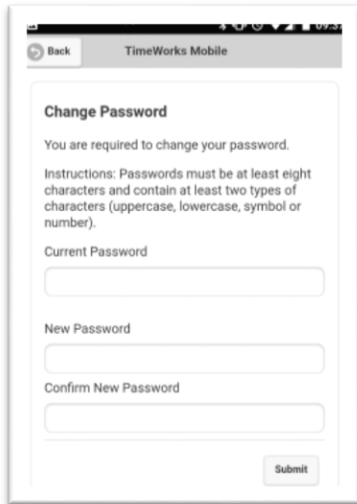 Back
TimeWorks Mobile
Change Password
You are required to change your password.
Instructions: Passwords must be at least eight
characters and contain at least two types of
characters (uppercase, lowercase, symbol or
number).
Current Password
New Password
Confirm New Password
Submit